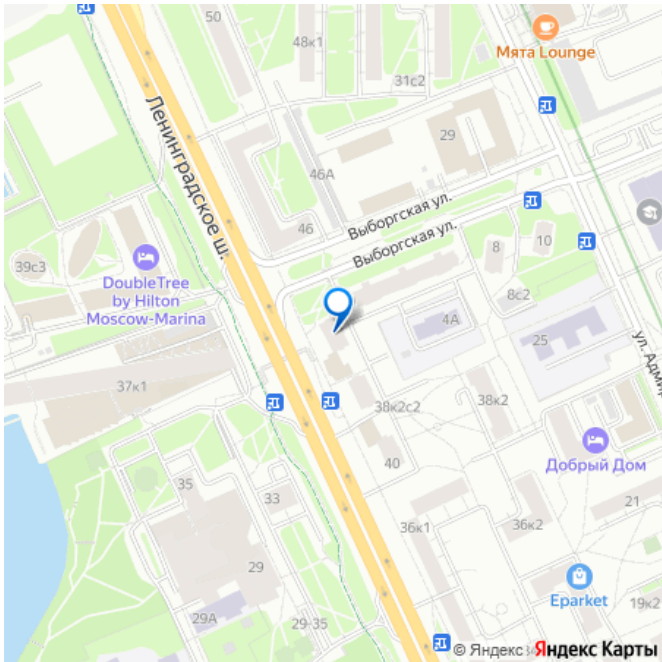 50
48к1
Мята Lounge
31с2
Ленинградское ш.
29
46А
46
Выборгская ул.
Выборгская ул.
8
10
39с3
DoubleTree
by Hilton
Moscow-Marina
8с2
4А
25
ул. Адмир
37к1
38к2с2
38к2
Добрый Дом
40
35
33
36к1
36к2
21
29
Eparket
19к2
29А
29-35
© Яндекс
Яндекс Карты